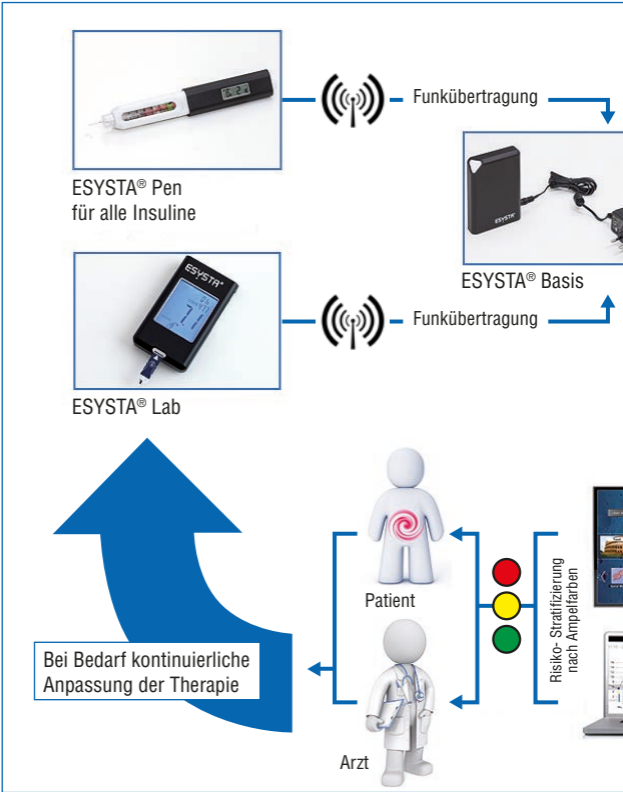 Funkübertragung
ESYSTA® Pen
für alle Insuline
ESYSTA
ESYSTA® Basis
ESYSTA
Funkübertragung
ESYSTA® Lab
Patient
Risiko- Stratifizierung
nach Ampelfarben
Bei Bedarf kontinuierliche
Anpassung der Therapie
Arzt